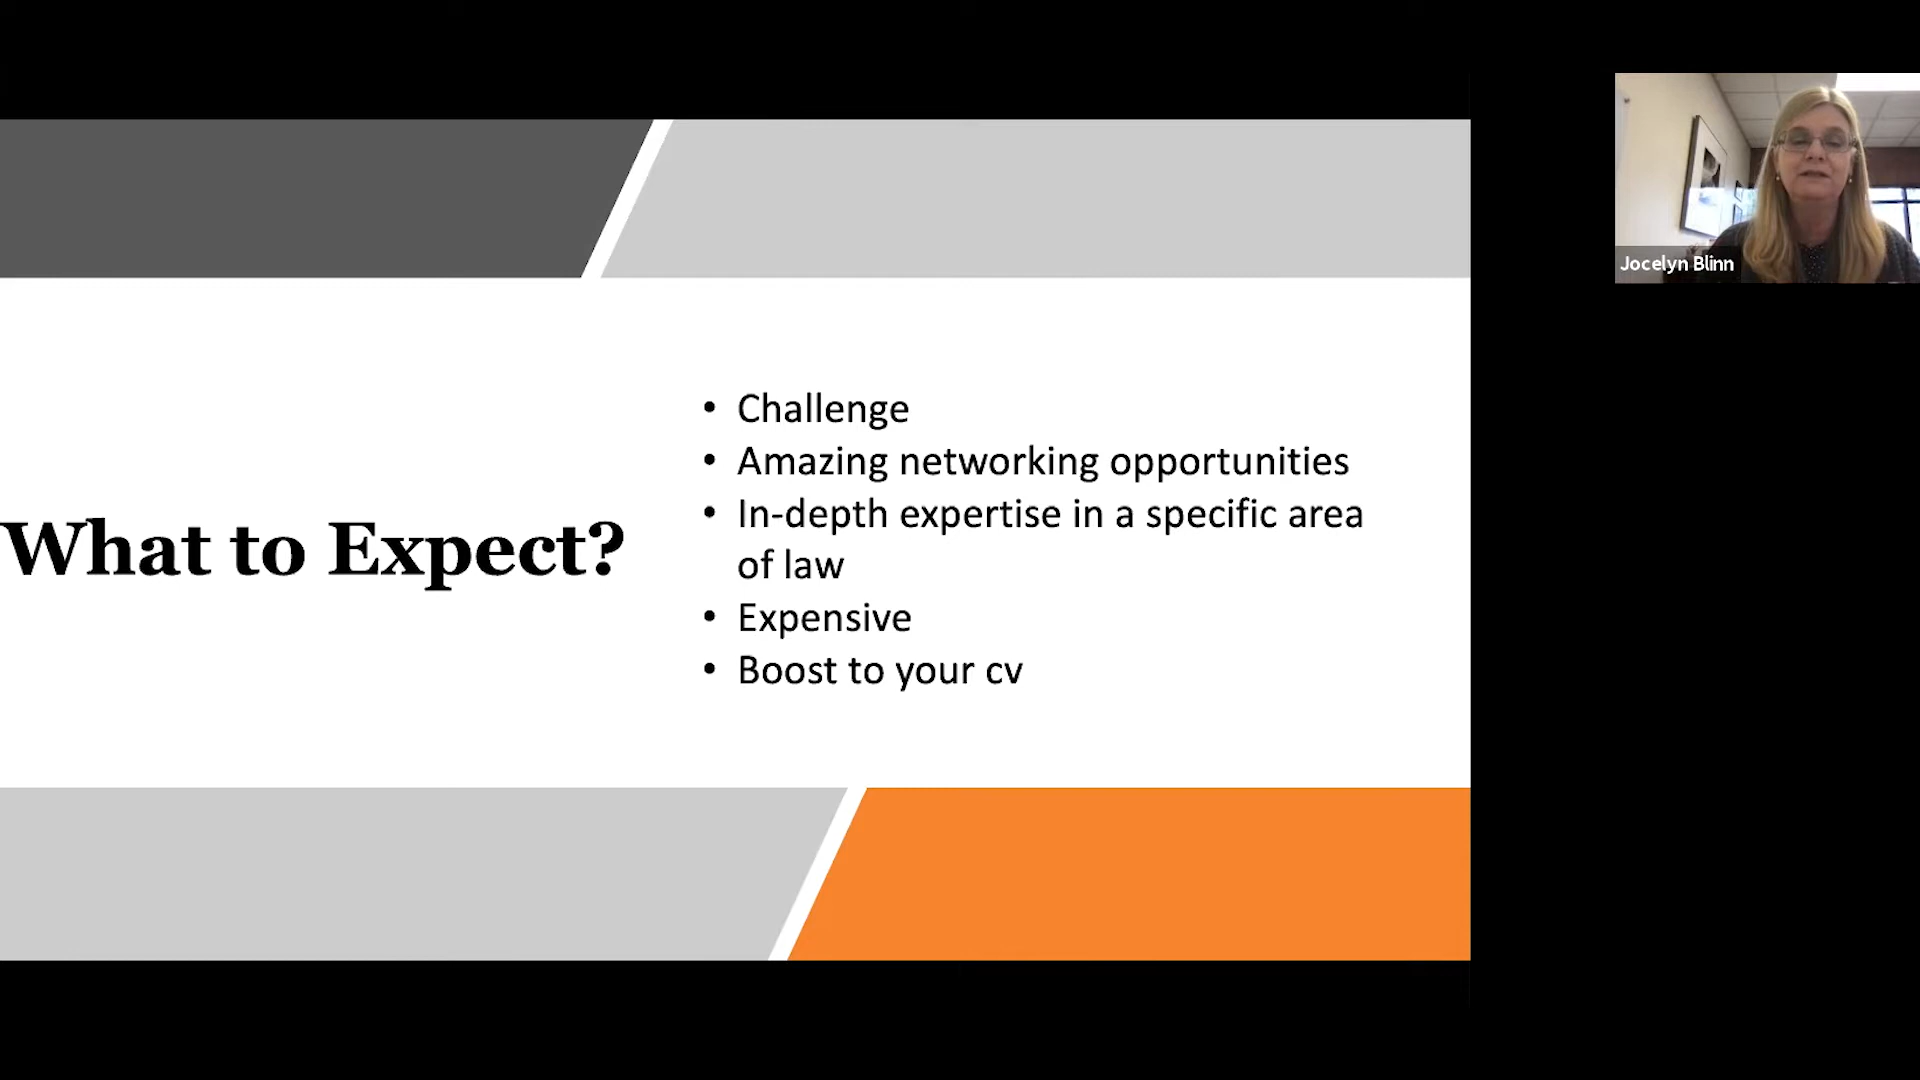 What to Expect?
• Challenge
• Amazing networking opportunities
• In-depth expertise in a specific area
of law
• Expensive
• Boost to your cv
Jocelyn Blinn